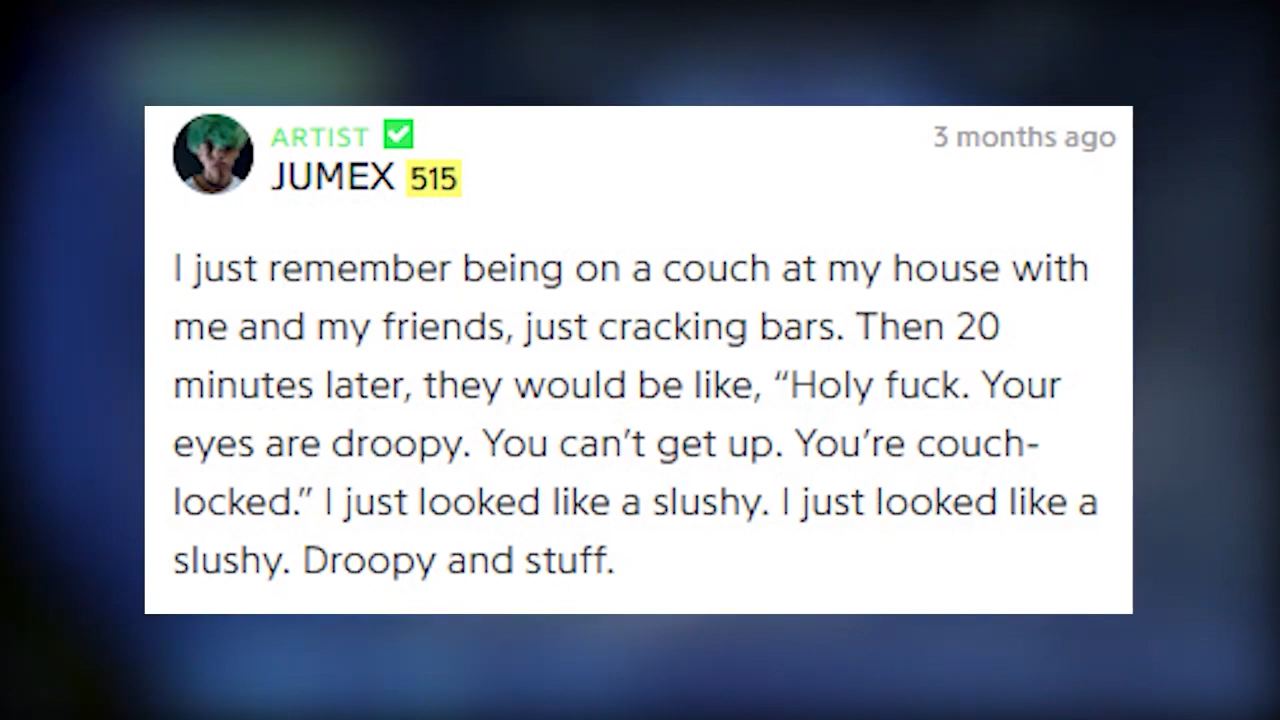 ARTIST
3 months ago
JUMEX 515
I just remember being on a couch at my house with
me and my friends, just cracking bars. Then 20
minutes later, they would be like, “Holy fuck. Your
eyes are droopy. You can’t get up. You’re couch-
locked.” I just looked like a slushy. I just looked like a
slushy. Droopy and stuff.